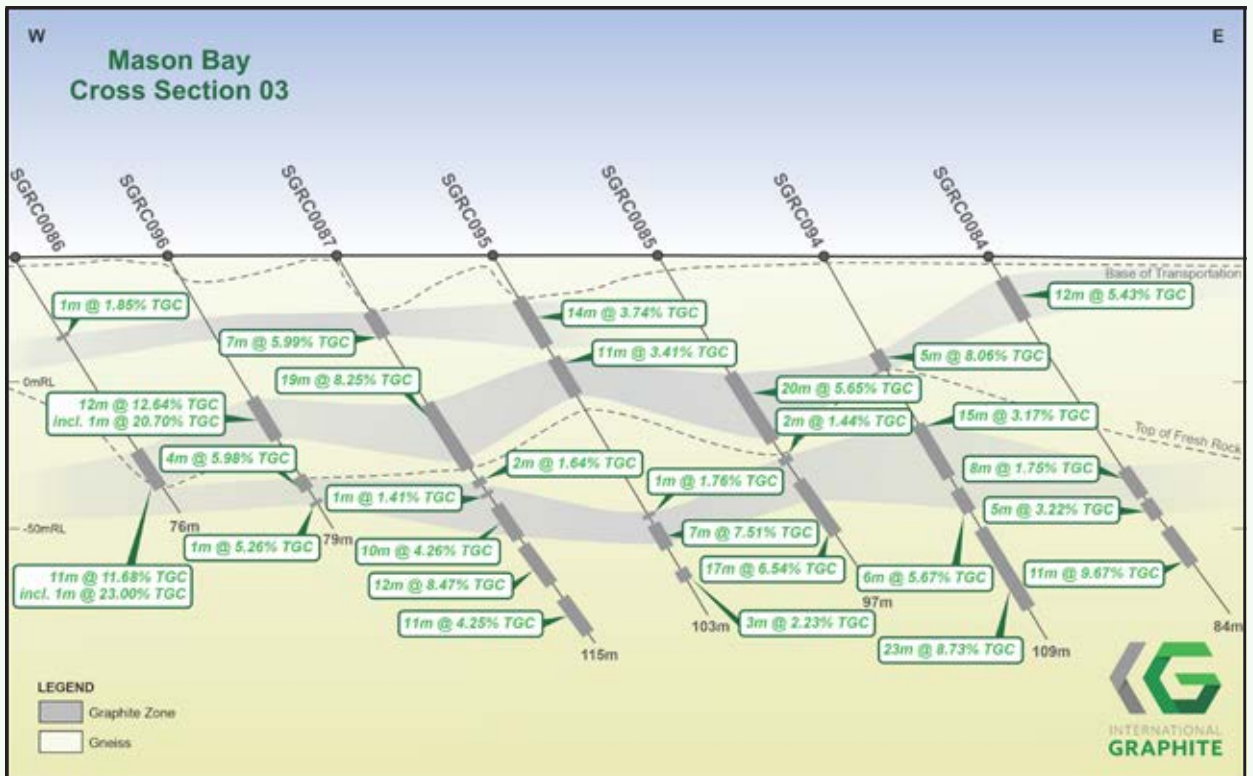 W
E
Mason Bay
Cross Section 03
SGRC0086
SGRC096
SGRC0087
SGRC095
SGRC0085
SGRC094
SGRC0084
Base of Transportation
1m @ 1.85% TGC
12m @ 5.43% TGC
14m @ 3.74% TGC
7m @ 5.99% TGC
11m @ 3.41% TGC
5m @ 8.06% TGC
0mRL
19m @ 8.25% TGC
20m @ 5.65% TGC
12m @ 12.64% TGC
incl. 1m @ 20.70% TGC
15m @ 3.17% TGC
2m @ 1.44% TGC
Top of Fresh Rock
4m @ 5.98% TGC
2m @ 1.64% TGC
8m @ 1.75% TGC
1m @ 1.76% TGC
1m @ 1.41% TGC
5m @ 3.22% TGC
-50mRL
76m
7m @ 7.51% TGC
79m
1m @ 5.26% TGC
10m @ 4.26% TGC
17m @ 6.54% TGC
11m @ 9.67% TGC
6m @ 5.67% TGC
11m @ 11.68% TGC
incl. 1m @ 23.00% TGC
12m @ 8.47% TGC
97m
11m @ 4.25% TGC
103m
3m @ 2.23% TGC
84m
115m
23m @ 8.73% TGC
109m
LEGEND
Graphite Zone
Gneiss
INTERNATIONAL
GRAPHITE